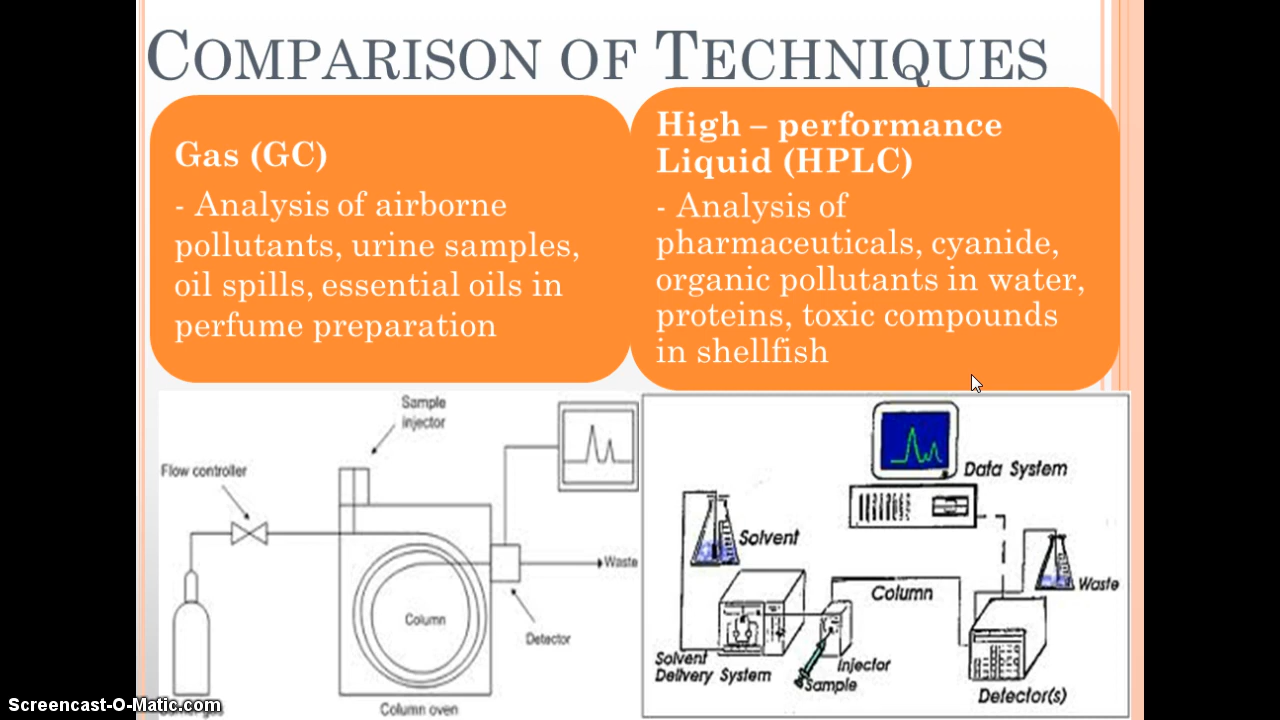 COMPARISON OF TECHNIQUES
Gas (GC)
- Analysis of airborne
pollutants, urine samples,
oil spills, essential oils in
perfume preparation
High – performance
Liquid (HPLC)
- Analysis of
pharmaceuticals, cyanide,
organic pollutants in water,
proteins, toxic compounds
in shellfish
Sample
injector
Flow controller
Waste
Column
Detector
Column oven
Data System
Solvent
Column
Waste
Solvent
Delivery System
Injector
Sample
Detector(s)
Screencast-O-Matic.com